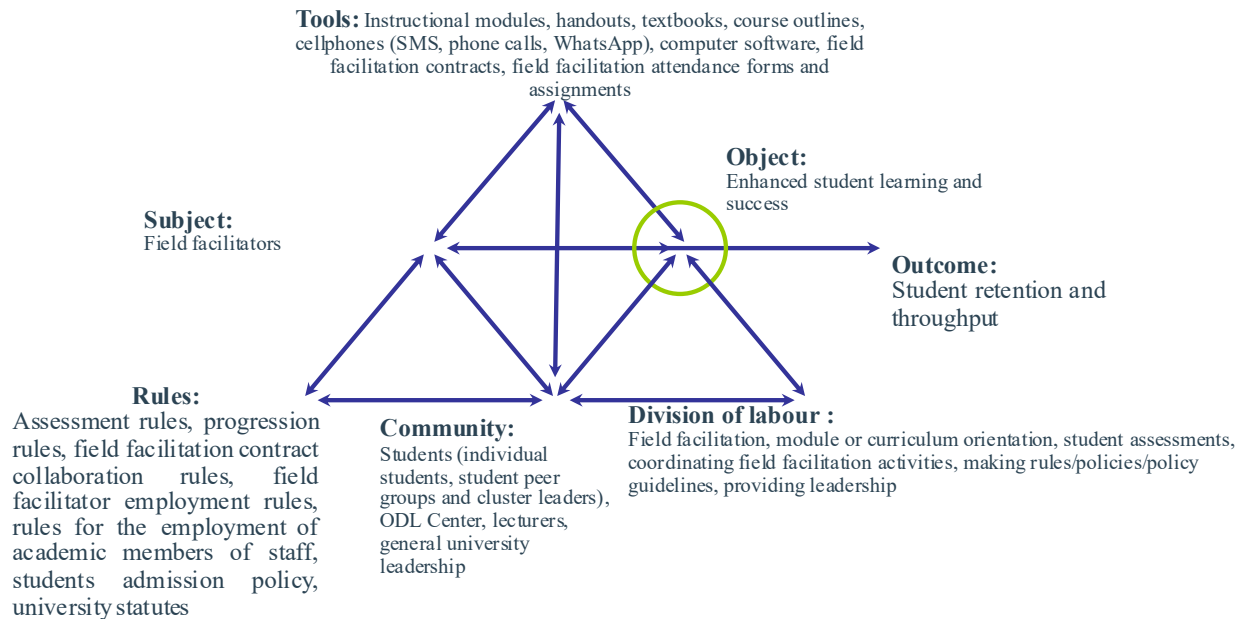 Tools: Instructional modules, handouts, textbooks, course outlines,
cellphones (SMS, phone calls, WhatsApp), computer software, field
facilitation contracts, field facilitation attendance forms and
assignments
Object:
Enhanced student learning and
success
Subject:
Field facilitators
Outcome:
Student retention and
throughput
Rules:
Assessment rules, progression
rules, field facilitation contract
collaboration rules, field
facilitator employment rules,
rules for the employment of
academic members of staff,
students admission policy,
university statutes
Community:
Students (individual
students, student peer
groups and cluster leaders),
ODL Center, lecturers,
general university
leadership
Division of labour :
Field facilitation, module or curriculum orientation, student assessments,
coordinating field facilitation activities, making rules/policies/policy
guidelines, providing leadership